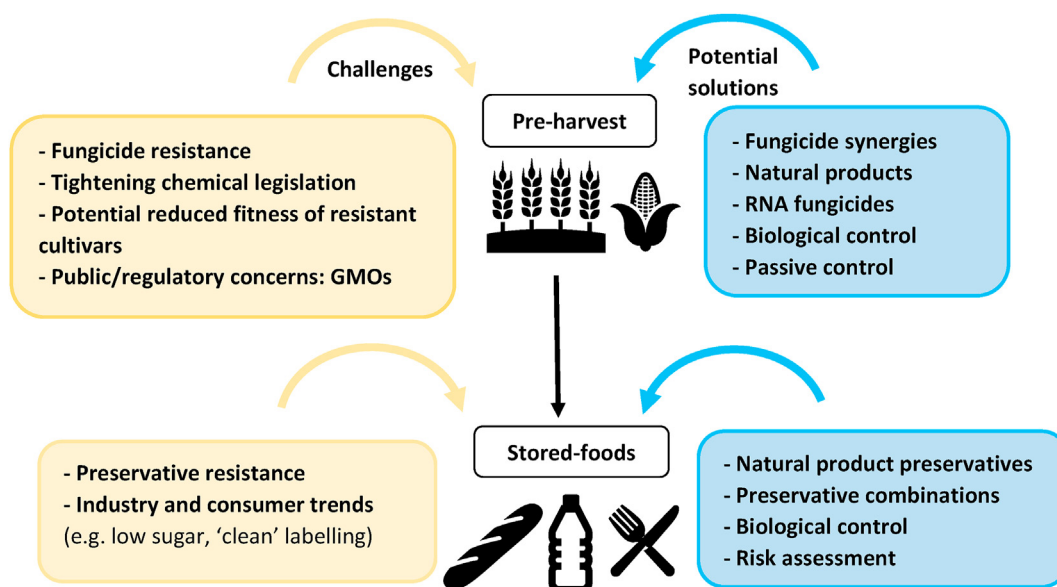 Challenges
Potential
solutions
Pre-harvest
- Fungicide resistance
- Tightening chemical legislation
- Potential reduced fitness of resistant
cultivars
- Public/regulatory concerns: GMOs
- Fungicide synergies
- Natural products
- RNA fungicides
- Biological control
- Passive control
Stored-foods
- Preservative resistance
- Industry and consumer trends
(e.g. low sugar, ‘clean’ labelling)
- Natural product preservatives
- Preservative combinations
- Biological control
- Risk assessment